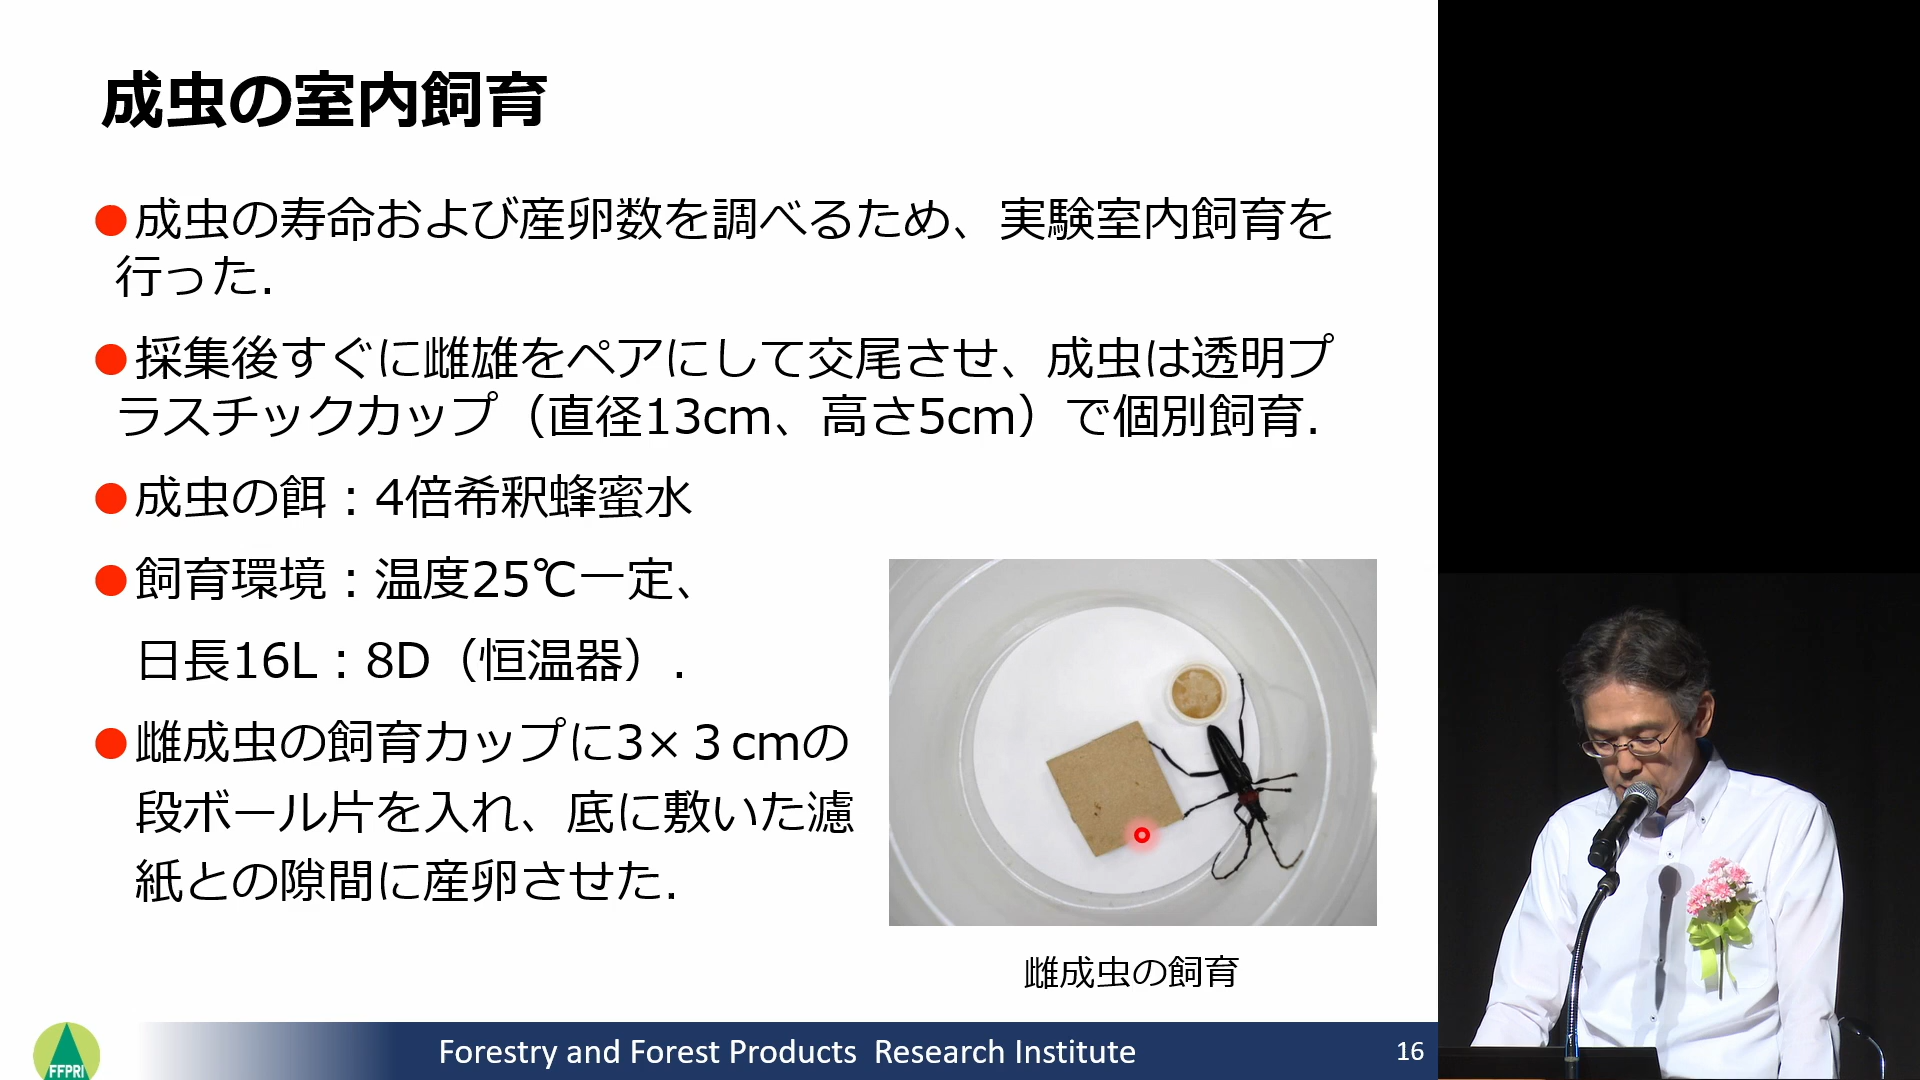 成虫の室内飼育
●成虫の寿命および産卵数を調べるため、実験室内飼育を
行った．
●採集後すぐに雌雄をペアにして交尾させ、成虫は透明プ
ラスチックカップ（直径13cm、高さ5cm）で個別飼育．
●成虫の餌：4倍希釈蜂蜜水
●飼育環境：温度25℃一定、
日長16L：8D（恒温器）．
●雌成虫の飼育カップに3×３cmの
段ボール片を入れ、底に敷いた濾
紙との隙間に産卵させた．
雌成虫の飼育
FFPRI
Forestry and Forest Products Research Institute
16